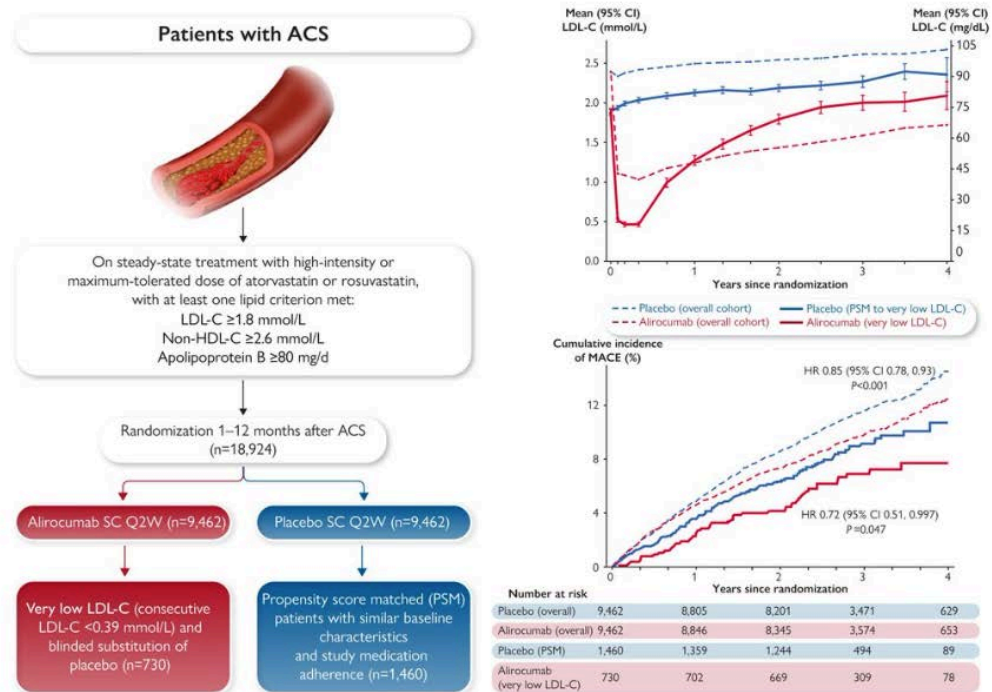 Patients with ACS
On steady-state treatment with high-intensity or
maximum-tolerated dose of atorvastatin or rosuvastatin,
with at least one lipid criterion met:
LDL-C ≥1.8 mmol/L
Non-HDL-C ≥2.6 mmol/L
Apolipoprotein B ≥80 mg/d
Randomization 1–12 months after ACS
(n=18,924)
Alirocumab SC Q2W (n=9,462)
Placebo SC Q2W (n=9,462)
Very low LDL-C (consecutive
LDL-C <0.39 mmol/L) and
blinded substitution of
placebo (n=730)
Propensity score matched (PSM)
patients with similar baseline
characteristics
and study medication
adherence (n=1,460)
Mean (95% CI)
LDL-C (mmol/L)
Mean (95% CI)
LDL-C (mg/dL)
2.5
2.0
1.5
1.0
0.5
0.0
105
90
75
60
45
30
15
0
0 1 2 3 4
Years since randomization
Placebo (overall cohort)
Placebo (PSM to very low LDL-C)
Alirocumab (overall cohort)
Alirocumab (very low LDL-C)
Cumulative incidence
of MACE (%)
12
8
4
0
HR 0.85 (95% CI 0.78, 0.93)
P<0.001
HR 0.72 (95% CI 0.51, 0.997)
P=0.047
0 1 2 3 4
Years since randomization
Number at risk
Placebo (overall) 9,462 8,805 8,201 3,471 629
Alirocumab (overall) 9,462 8,846 8,345 3,574 653
Placebo (PSM) 1,460 1,359 1,244 494 89
Alirocumab
(very low LDL-C) 730 702 669 309 78